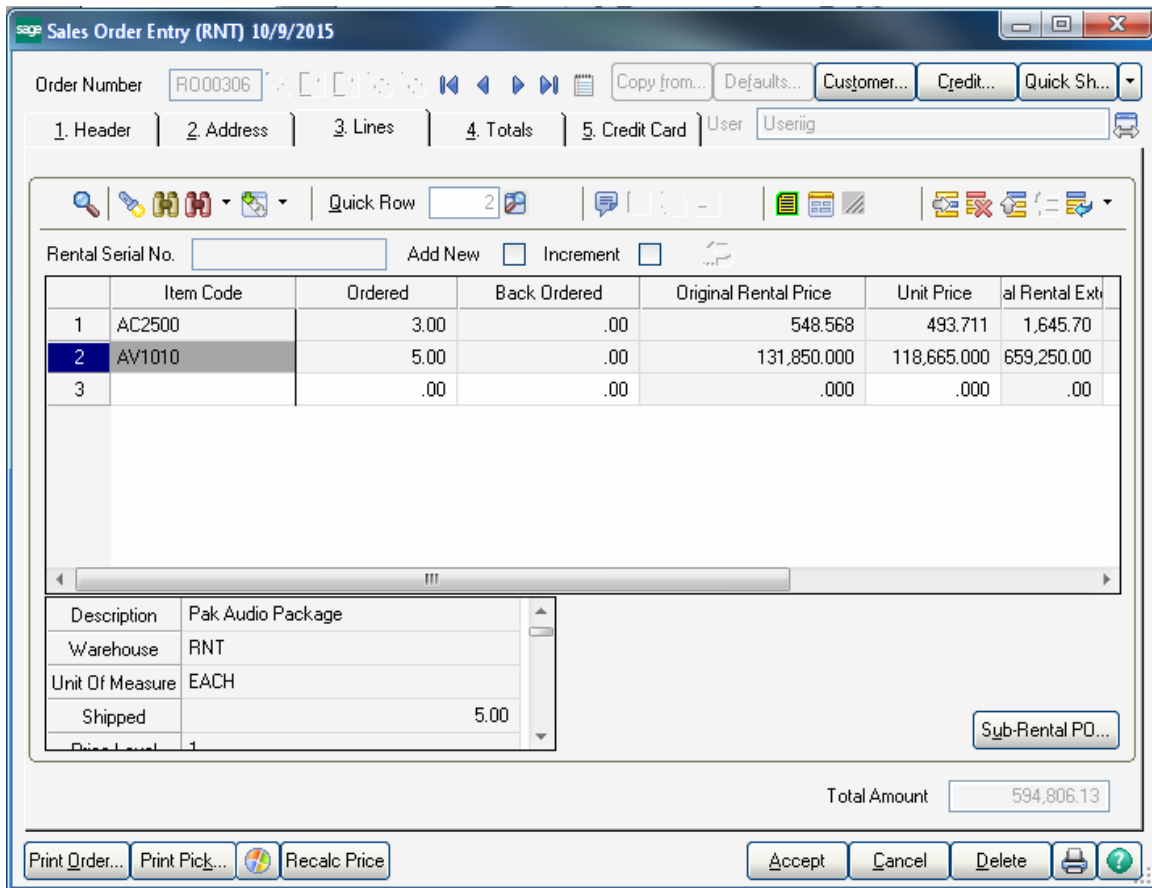 sage Sales Order Entry (RNT) 10/9/2015
Order Number RO00306 Copy from... Defaults... Customer... Credit... Quick Sh...
1. Header 2. Address 3. Lines 4. Totals 5. Credit Card User Useriig
Quick Row 2
Rental Serial No. Add New Increment
Item Code Ordered Back Ordered Original Rental Price Unit Price al Rental Exte
1 AC2500 3.00 .00 548.568 493.711 1,645.70
2 AV1010 5.00 .00 131,850.000 118,665.000 659,250.00
3 .00 .00 .000 .000 .00
Description Pak Audio Package
Warehouse RNT
Unit Of Measure EACH
Shipped 5.00
Price Level 1
Sub-Rental PO...
Total Amount 594,806.13
Print Order... Print Pick... Recalc Price Accept Cancel Delete